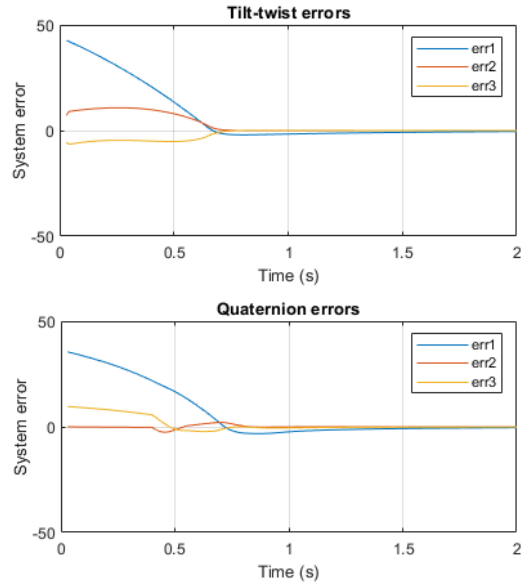 Tilt-twist errors
50
err1
err2
err3
System error
0
-50
0
0.5
1
1.5
2
Time (s)
Quaternion errors
50
err1
err2
err3
System error
0
-50
0
0.5
1
1.5
2
Time (s)